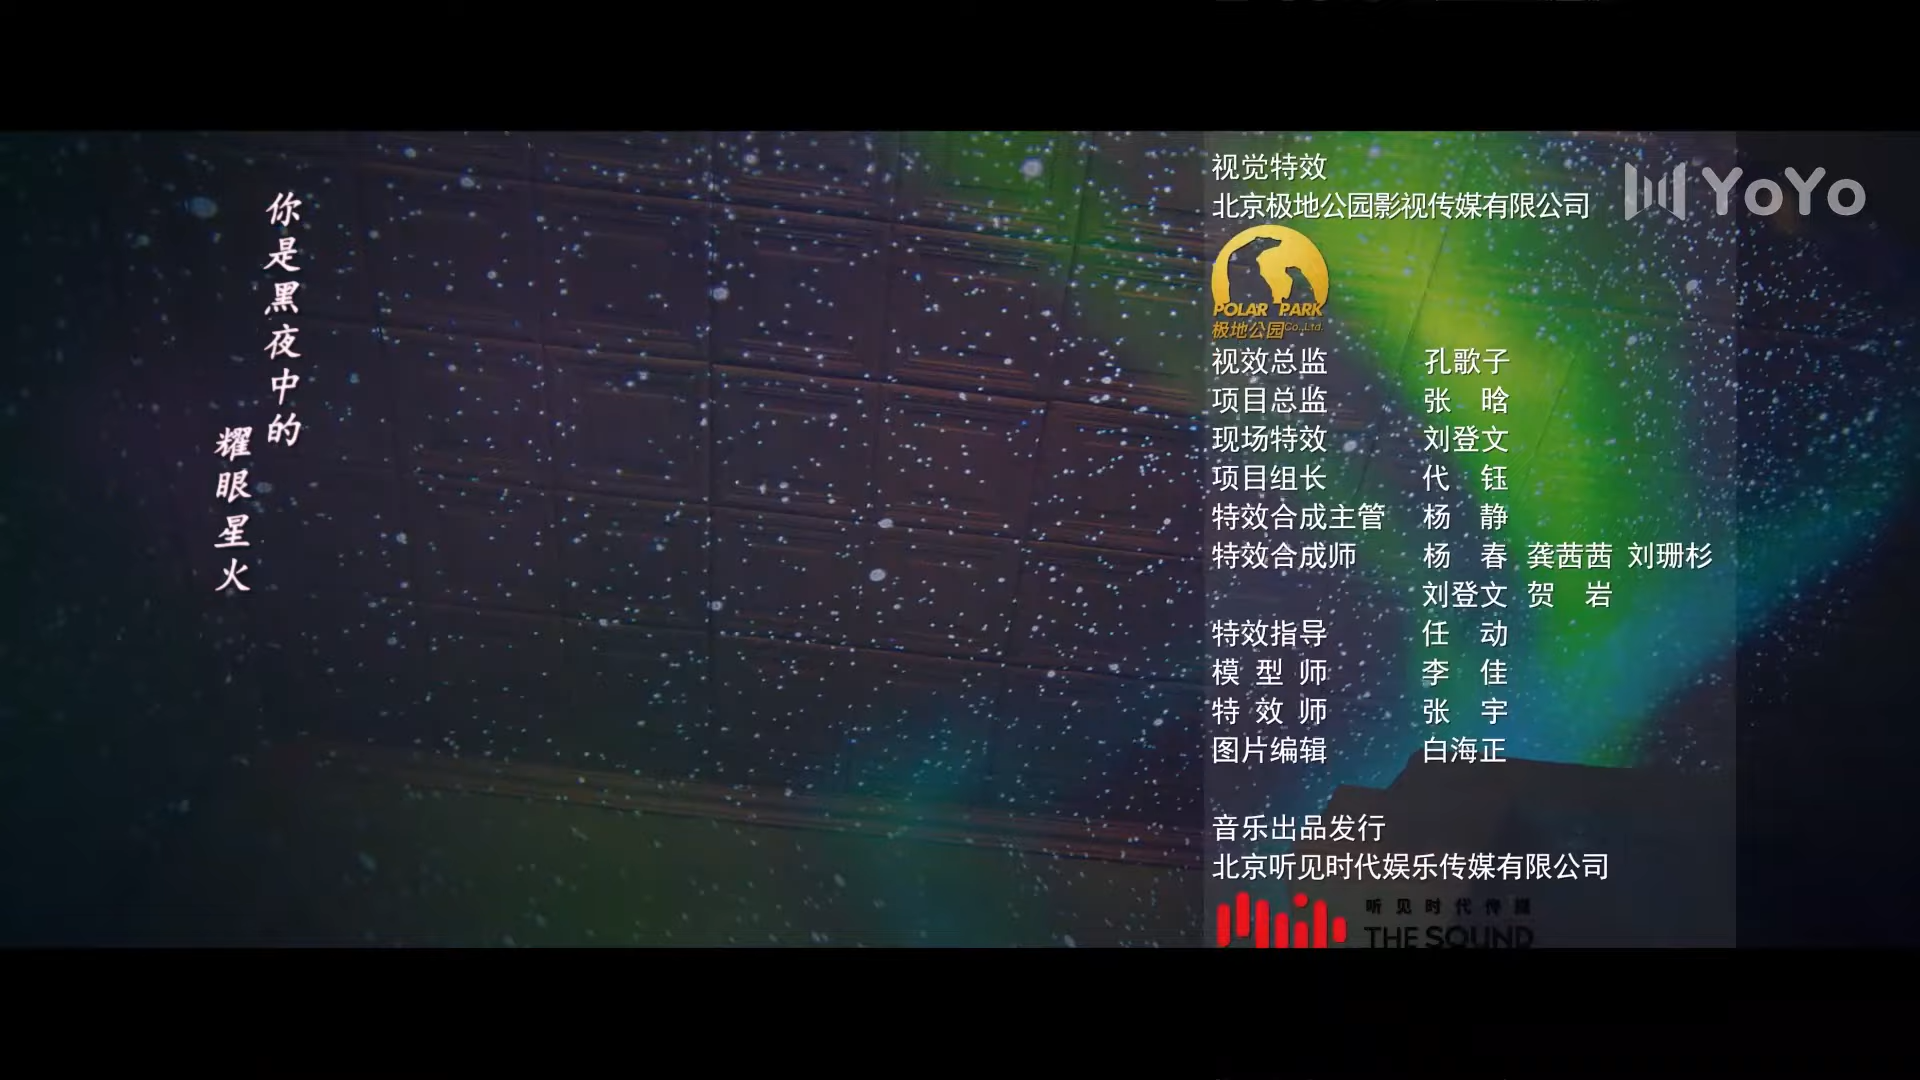 你是黑夜中的
耀眼星火
视觉特效
北京极地公园影视传媒有限公司
YoYo
POLAR PARK
极地公园Co.,Ltd.
视效总监 孔歌子
项目总监 张 晗
现场特效 刘登文
项目组长 代 钰
特效合成主管 杨 静
特效合成师 杨 春 龚茜茜 刘珊杉
刘登文 贺 岩
特效指导 任 动
模型师 李 佳
特效师 张 宇
图片编辑 白海正
音乐出品发行
北京听见时代娱乐传媒有限公司
听见时代传媒
THE SOUND